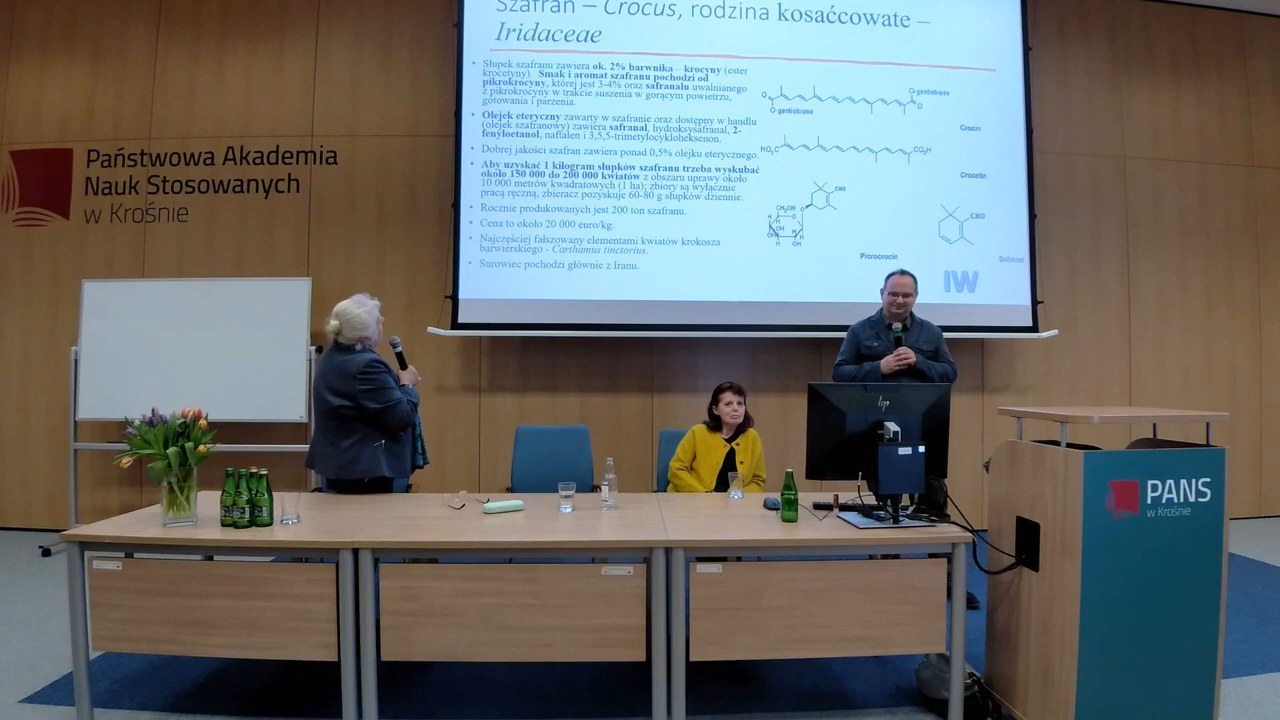 Szafran – Crocus, rodzina kosaćcowate –
Iridaceae
• Słupek szafranu zawiera ok. 2% barwnika – krocyny (ester
krocetyny). Smak i aromat szafranu pochodzi od
pikrokrocyny, której jest 3-4% oraz safranalu uwalnianego
z pikrokrocyny w trakcie suszenia w gorącym powietrzu,
gotowania i parzenia.
• Olejek eteryczny zawarty w szafranie oraz dostępny w handlu
(olejek szafranowy) zawiera safranal, hydroksysafranal, 2-
fenyloetanol, naftalen i 3,5,5-trimetylocykloheksenon.
• Dobrej jakości szafran zawiera ponad 0,5% olejku eterycznego.
• Aby uzyskać 1 kilogram słupków szafranu trzeba wyskubać
około 150 000 do 200 000 kwiatów z obszaru uprawy około
10 000 metrów kwadratowych (1 ha); zbiory są wyłącznie
pracą ręczną, zbieracz pozyskuje 60-80 g słupków dziennie.
• Rocznie produkowanych jest 200 ton szafranu.
• Cena to około 20 000 euro/kg.
• Najczęściej fałszowany elementami kwiatów krokosza
barwierskiego - Carthamus tinctorius.
• Surowiec pochodzi głównie z Iranu.
O-gentiobiose
O-gentiobiose
Crocin
HO₂C
CO₂H
Crocetin
CHO
CH₂OH
Picrocrocin
CHO
Safranal
IW
Państwowa Akademia
Nauk Stosowanych
w Krośnie
hp
PANS
w Krośnie